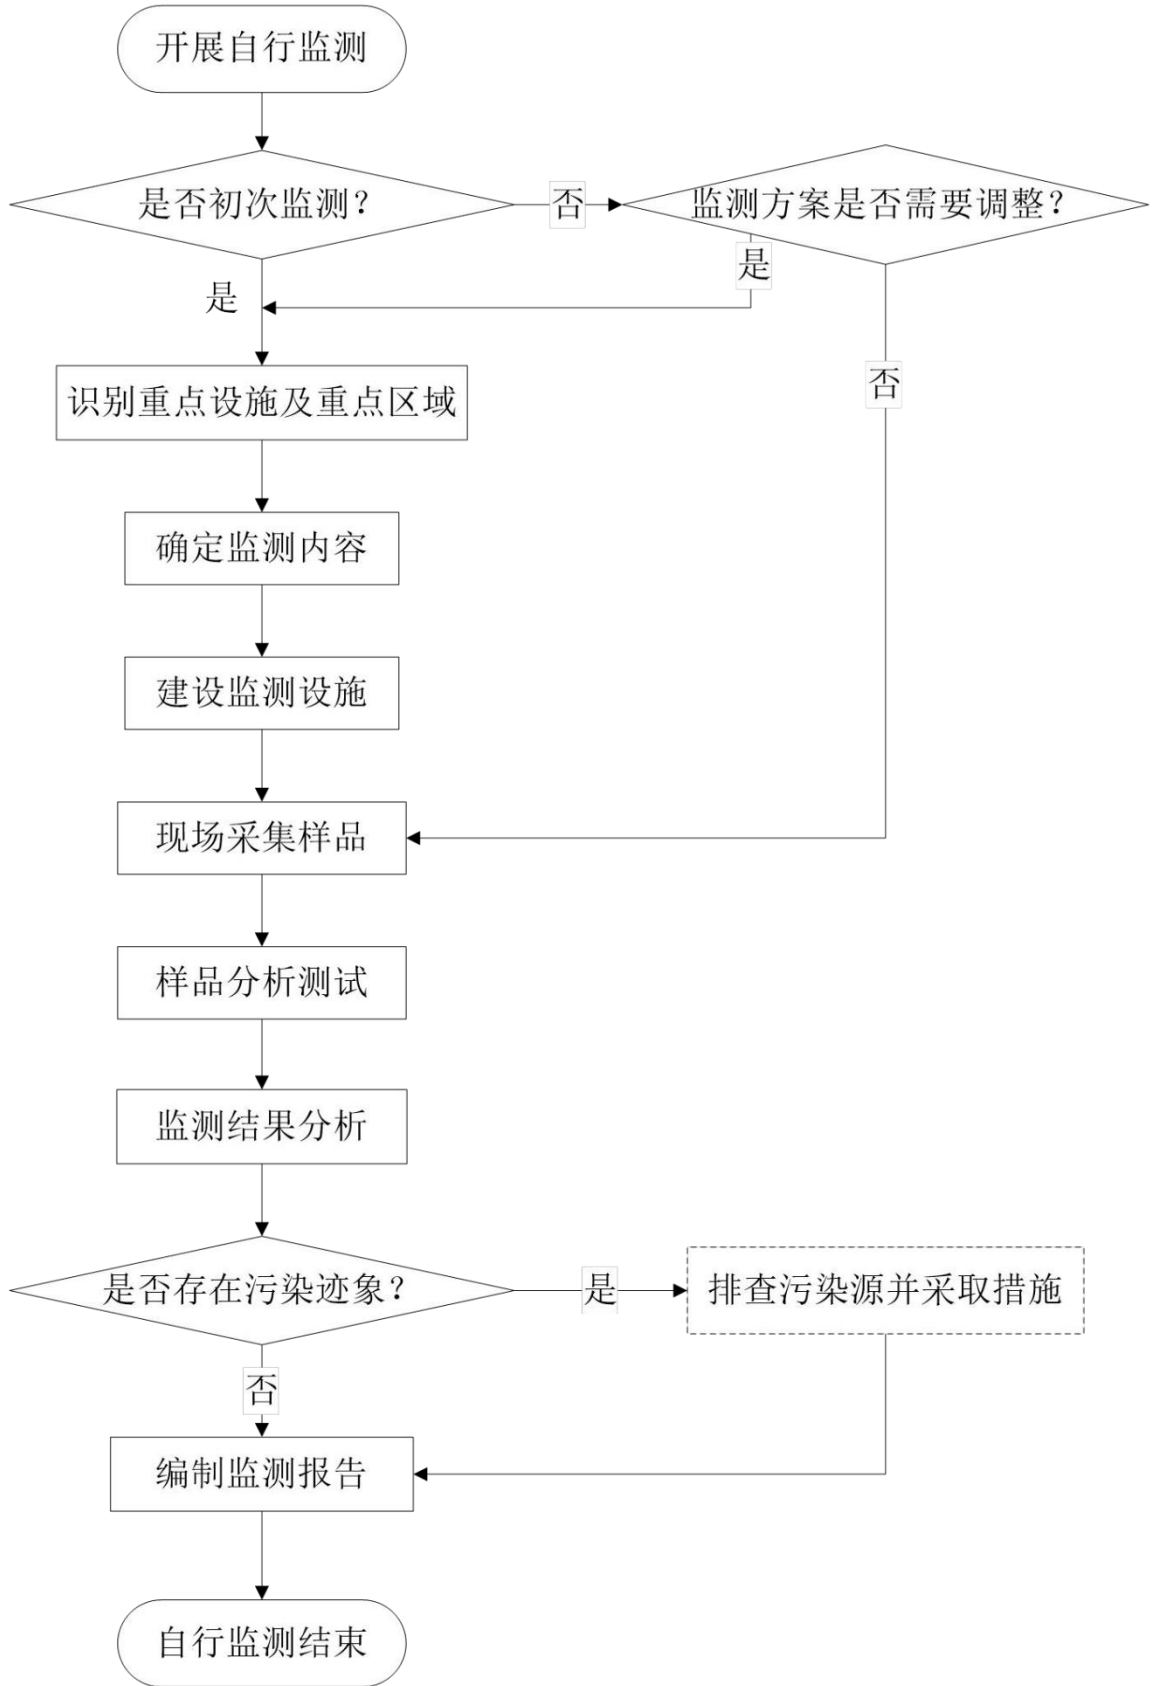 开展自行监测
是否初次监测？
否
监测方案是否需要调整？
是
是
识别重点设施及重点区域
否
确定监测内容
建设监测设施
现场采集样品
样品分析测试
监测结果分析
是否存在污染迹象？
是
排查污染源并采取措施
否
编制监测报告
自行监测结束